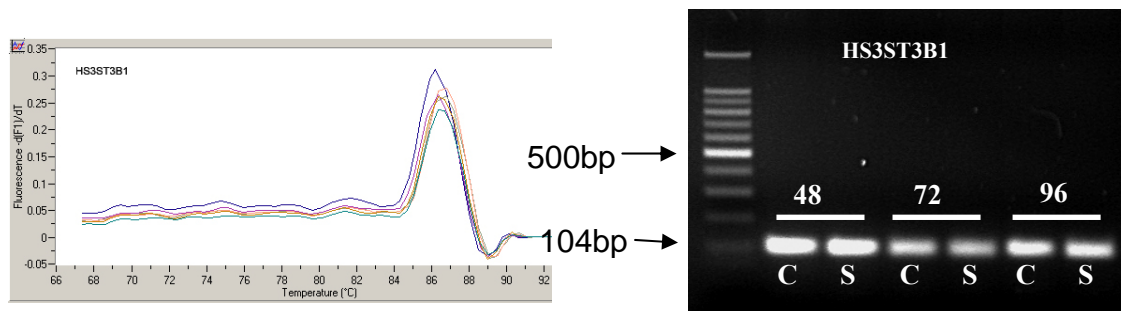 HS3ST3B1
Fluorescence -d(F1)/dT
0.35
0.3
0.25
0.2
0.15
0.1
0.05
0
-0.05
66 68 70 72 74 76 78 80 82 84 86 88 90 92
Temperature (°C)
500bp
104bp
HS3ST3B1
48 72 96
C S C S C S